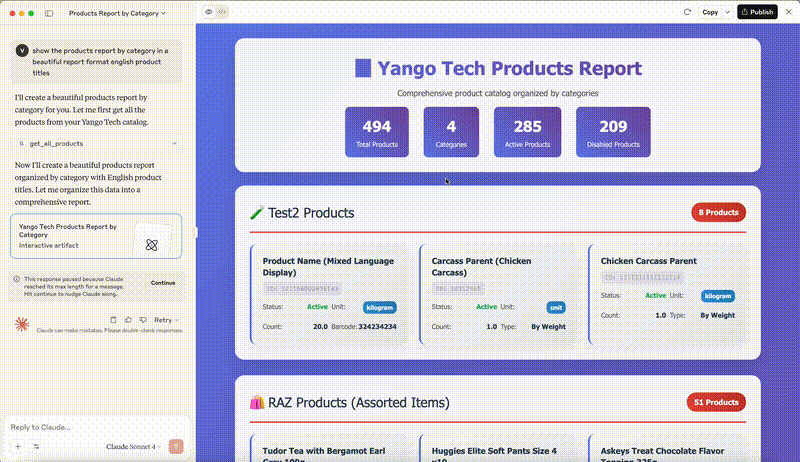 Products Report by Category
Copy
Publish
V
show the products report by category in a
beautiful report format english product
titles
I'll create a beautiful products report by
category for you. Let me first get all the
products from your Yango Tech catalog.
G get_all_products
Now I'll create a beautiful products report
organized by category with English product
titles. Let me organize this data into a
comprehensive report.
Yango Tech Products Report by
Category
Interactive artifact
This response paused because Claude
reached its max length for a message.
Hit continue to nudge Claude along.
Continue
Retry
Claude can make mistakes. Please double-check responses.
Reply to Claude...
Claude Sonnet 4
Yango Tech Products Report
Comprehensive product catalog organized by categories
494
Total Products
4
Categories
285
Active Products
209
Disabled Products
Test2 Products
8 Products
Product Name (Mixed Language
Display)
Status: Active Unit: kilogram
Count: 20.0 Barcode: 324234234
Carcass Parent (Chicken
Carcass)
Status: Active Unit: unit
Count: 1.0 Type: By Weight
Chicken Carcass Parent
Status: Active Unit: kilogram
Count: 1.0 Type: By Weight
RAZ Products (Assorted Items)
51 Products
Tudor Tea with Bergamot Earl
Huggies Elite Soft Pants Size 4
Askeys Treat Chocolate Flavor